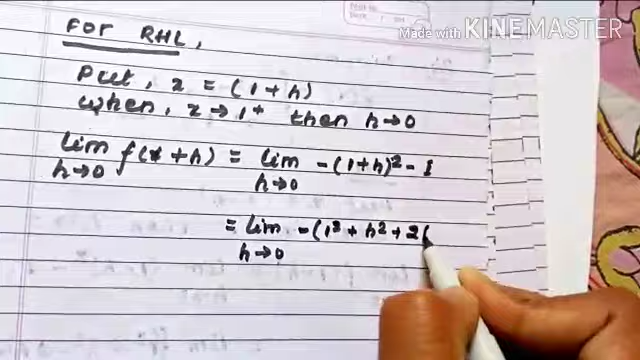 Made with KINEMASTER
FOR RHL,
Put, x = (1+h)
when, x→1⁺ then h→0
lim f(x+h) = lim -(1+h)² - 1
h→0 h→0
= lim -(1² + h² + 2(
h→0